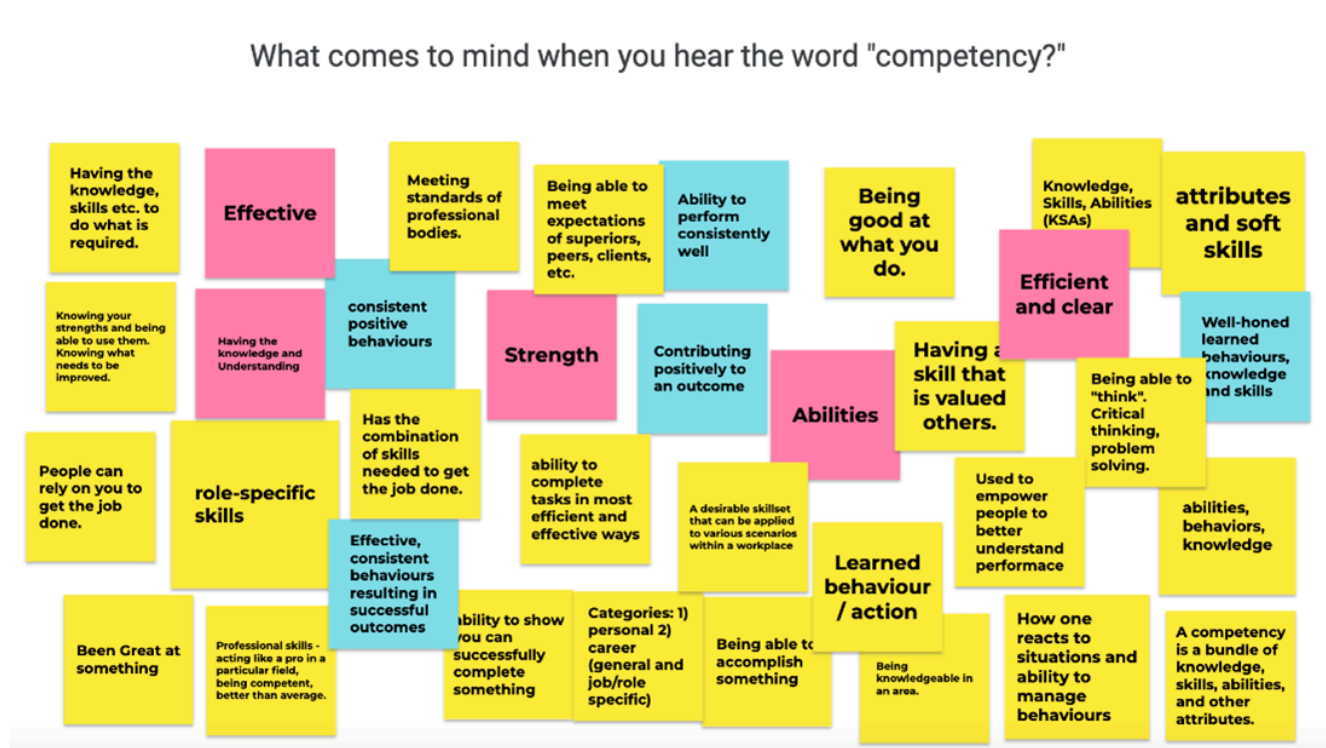 What comes to mind when you hear the word "competency?"
Having the
knowledge,
skills etc. to
do what is
required.
Effective
Meeting
standards of
professional
bodies.
Being able to
meet
expectations
of superiors,
peers, clients,
etc.
Ability to
perform
consistently
well
Being
good at
what you
do.
Knowledge,
Skills, Abilities
(KSAs)
attributes
and soft
skills
Knowing your
strengths and being
able to use them.
Knowing what
needs to be
improved.
Having the
knowledge and
Understanding
consistent
positive
behaviours
Strength
Contributing
positively to
an outcome
Abilities
Having a
skill that
is valued
others.
Efficient
and clear
Well-honed
learned
behaviours,
knowledge
and skills
Being able to
"think".
Critical
thinking,
problem
solving.
People can
rely on you to
get the job
done.
role-specific
skills
Has the
combination
of skills
needed to get
the job done.
ability to
complete
tasks in most
efficient and
effective ways
A desirable skillset
that can be applied
to various scenarios
within a workplace
Learned
behaviour
/ action
Used to
empower
people to
better
understand
performace
abilities,
behaviors,
knowledge
Been Great at
something
Professional skills -
acting like a pro in a
particular field,
being competent,
better than average.
Effective,
consistent
behaviours
resulting in
successful
outcomes
ability to show
you can
successfully
complete
something
Categories: 1)
personal 2)
career
(general and
job/role
specific)
Being able to
accomplish
something
Being
knowledgeable in
an area.
How one
reacts to
situations and
ability to
manage
behaviours
A competency
is a bundle of
knowledge,
skills, abilities,
and other
attributes.